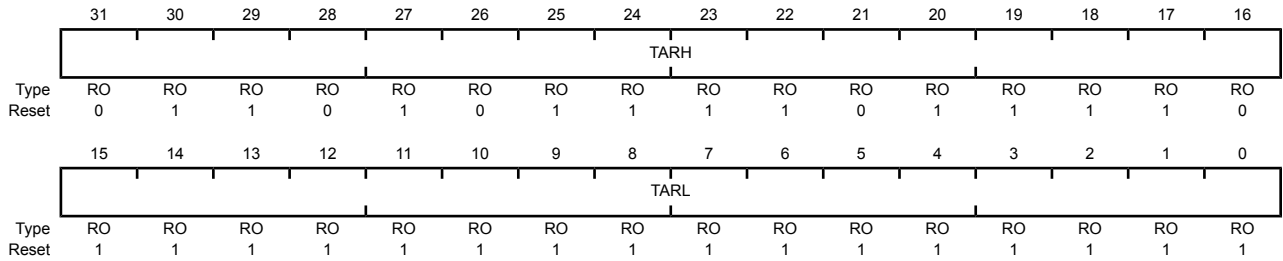 31 30 29 28 27 26 25 24 23 22 21 20 19 18 17 16
TARH
Type RO RO RO RO RO RO RO RO RO RO RO RO RO RO RO RO
Reset 0 1 1 0 1 0 1 1 1 1 0 1 1 1 1 0
15 14 13 12 11 10 9 8 7 6 5 4 3 2 1 0
TARL
Type RO RO RO RO RO RO RO RO RO RO RO RO RO RO RO RO
Reset 1 1 1 1 1 1 1 1 1 1 1 1 1 1 1 1